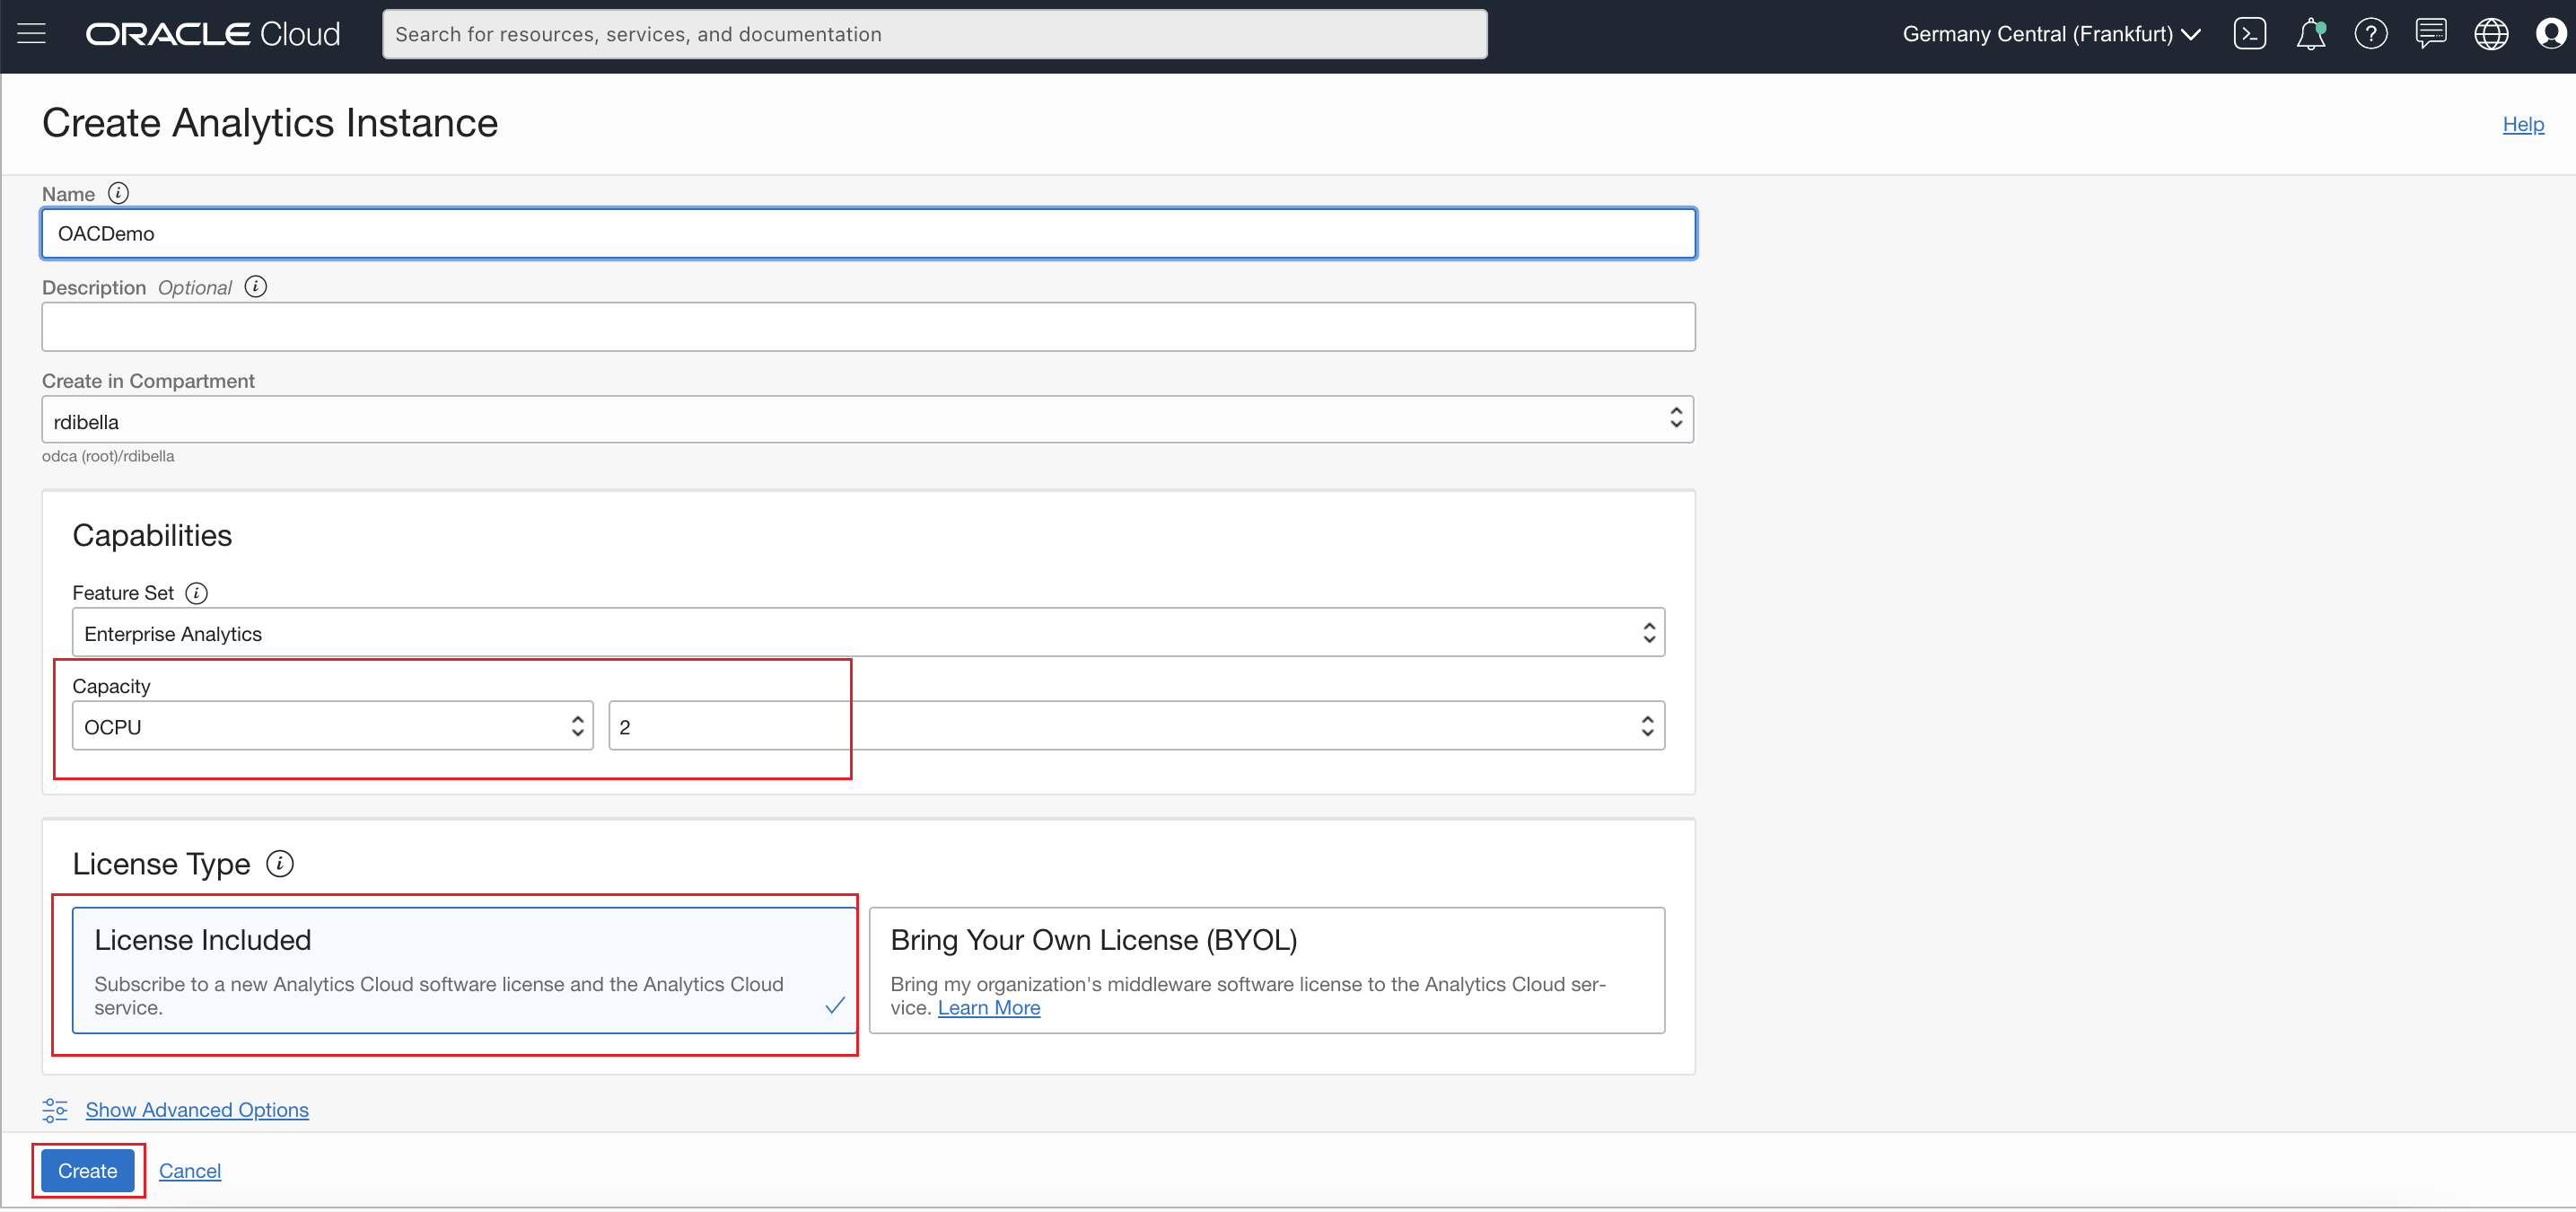 ORACLE Cloud
Search for resources, services, and documentation
Germany Central (Frankfurt)
Create Analytics Instance
Help
Name
OACDemo
Description Optional
Create in Compartment
rdibella
odca (root)/rdibella
Capabilities
Feature Set
Enterprise Analytics
Capacity
OCPU
2
License Type
License Included
Subscribe to a new Analytics Cloud software license and the Analytics Cloud
service.
Bring Your Own License (BYOL)
Bring my organization's middleware software license to the Analytics Cloud ser-
vice. Learn More
Show Advanced Options
Create
Cancel